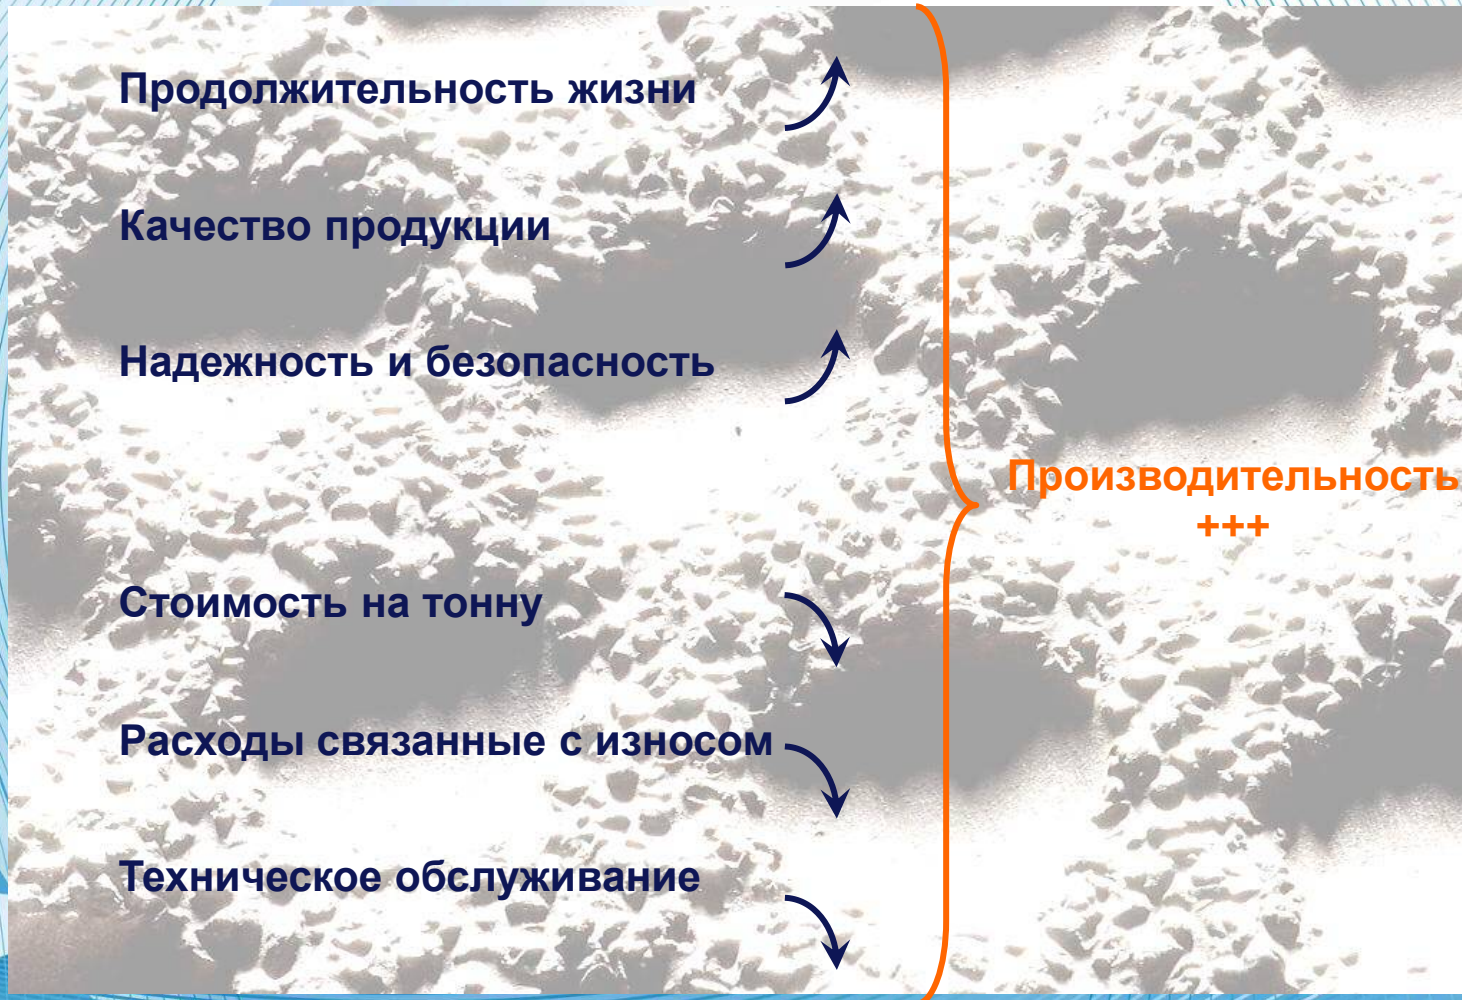 Продолжительность жизни
Качество продукции
Надежность и безопасность
Производительность
+++
Стоимость на тонну
Расходы связанные с износом
Техническое обслуживание